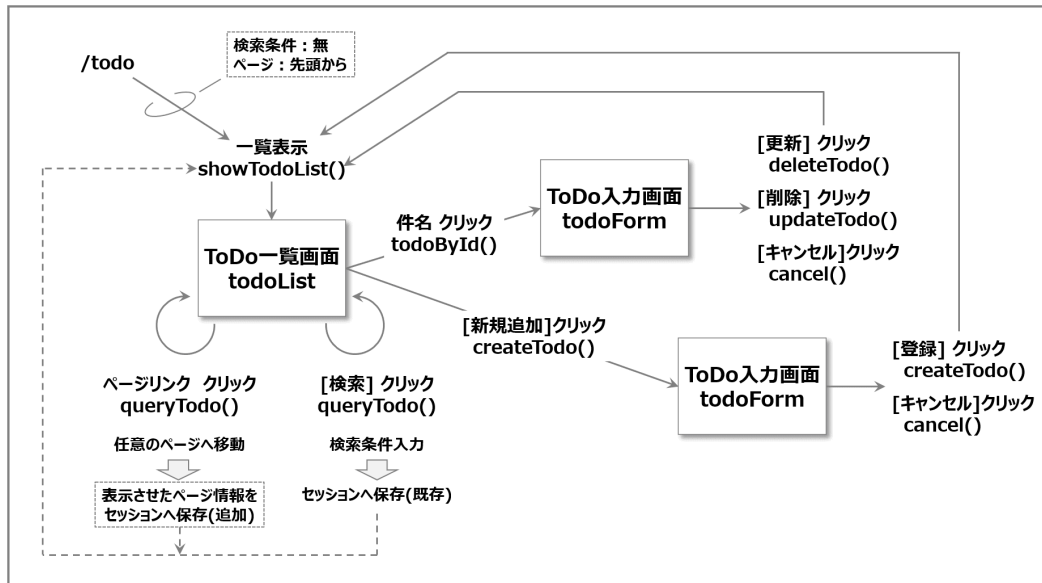 /todo
検索条件：無
ページ：先頭から
一覧表示
showTodoList()
ToDo一覧画面
todoList
件名 クリック
todoById()
ToDo入力画面
todoForm
[更新] クリック
deleteTodo()
[削除] クリック
updateTodo()
[キャンセル]クリック
cancel()
[新規追加]クリック
createTodo()
ToDo入力画面
todoForm
[登録] クリック
createTodo()
[キャンセル]クリック
cancel()
ページリンク クリック
queryTodo()
任意のページへ移動
表示させたページ情報を
セッションへ保存(追加)
[検索] クリック
queryTodo()
検索条件入力
セッションへ保存(既存)